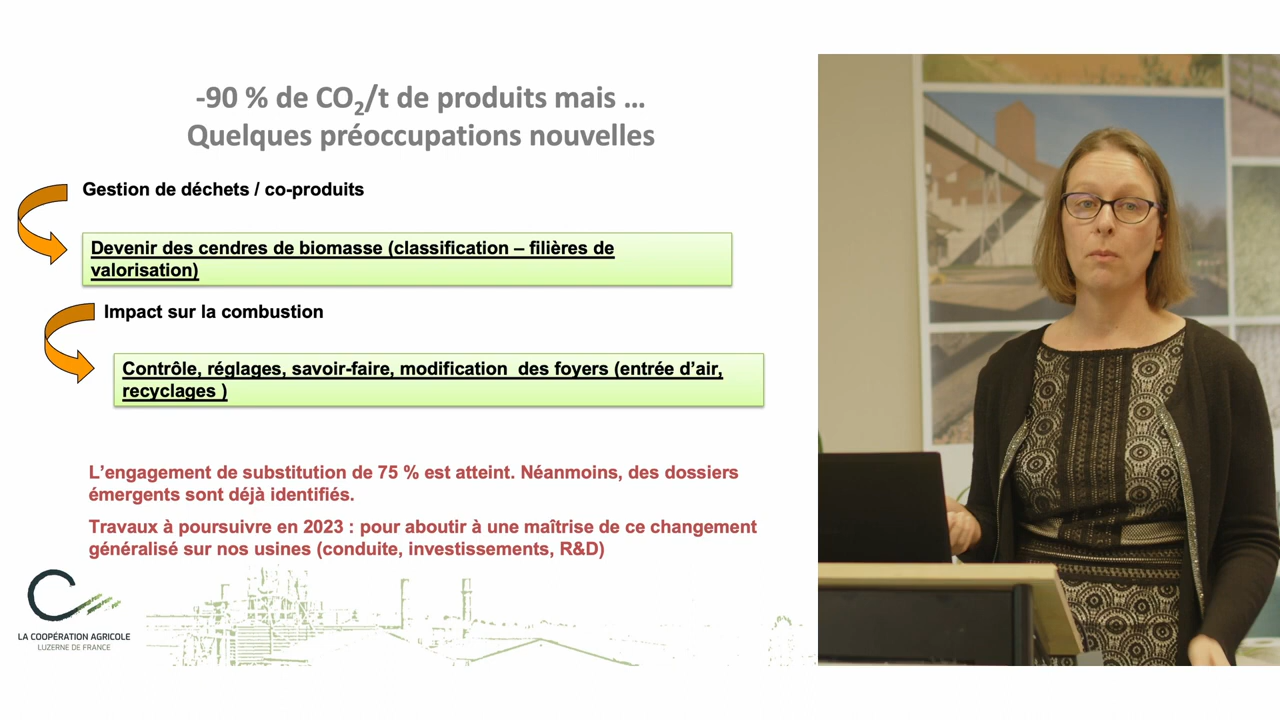 -90 % de CO₂/t de produits mais …
Quelques préoccupations nouvelles
Gestion de déchets / co-produits
Devenir des cendres de biomasse (classification – filières de
valorisation)
Impact sur la combustion
Contrôle, réglages, savoir-faire, modification  des foyers (entrée d’air,
recyclages )
L’engagement de substitution de 75 % est atteint. Néanmoins, des dossiers
émergents sont déjà identifiés.
Travaux à poursuivre en 2023 : pour aboutir à une maîtrise de ce changement
généralisé sur nos usines (conduite, investissements, R&D)
LA COOPÉRATION AGRICOLE
LUZERNE DE FRANCE